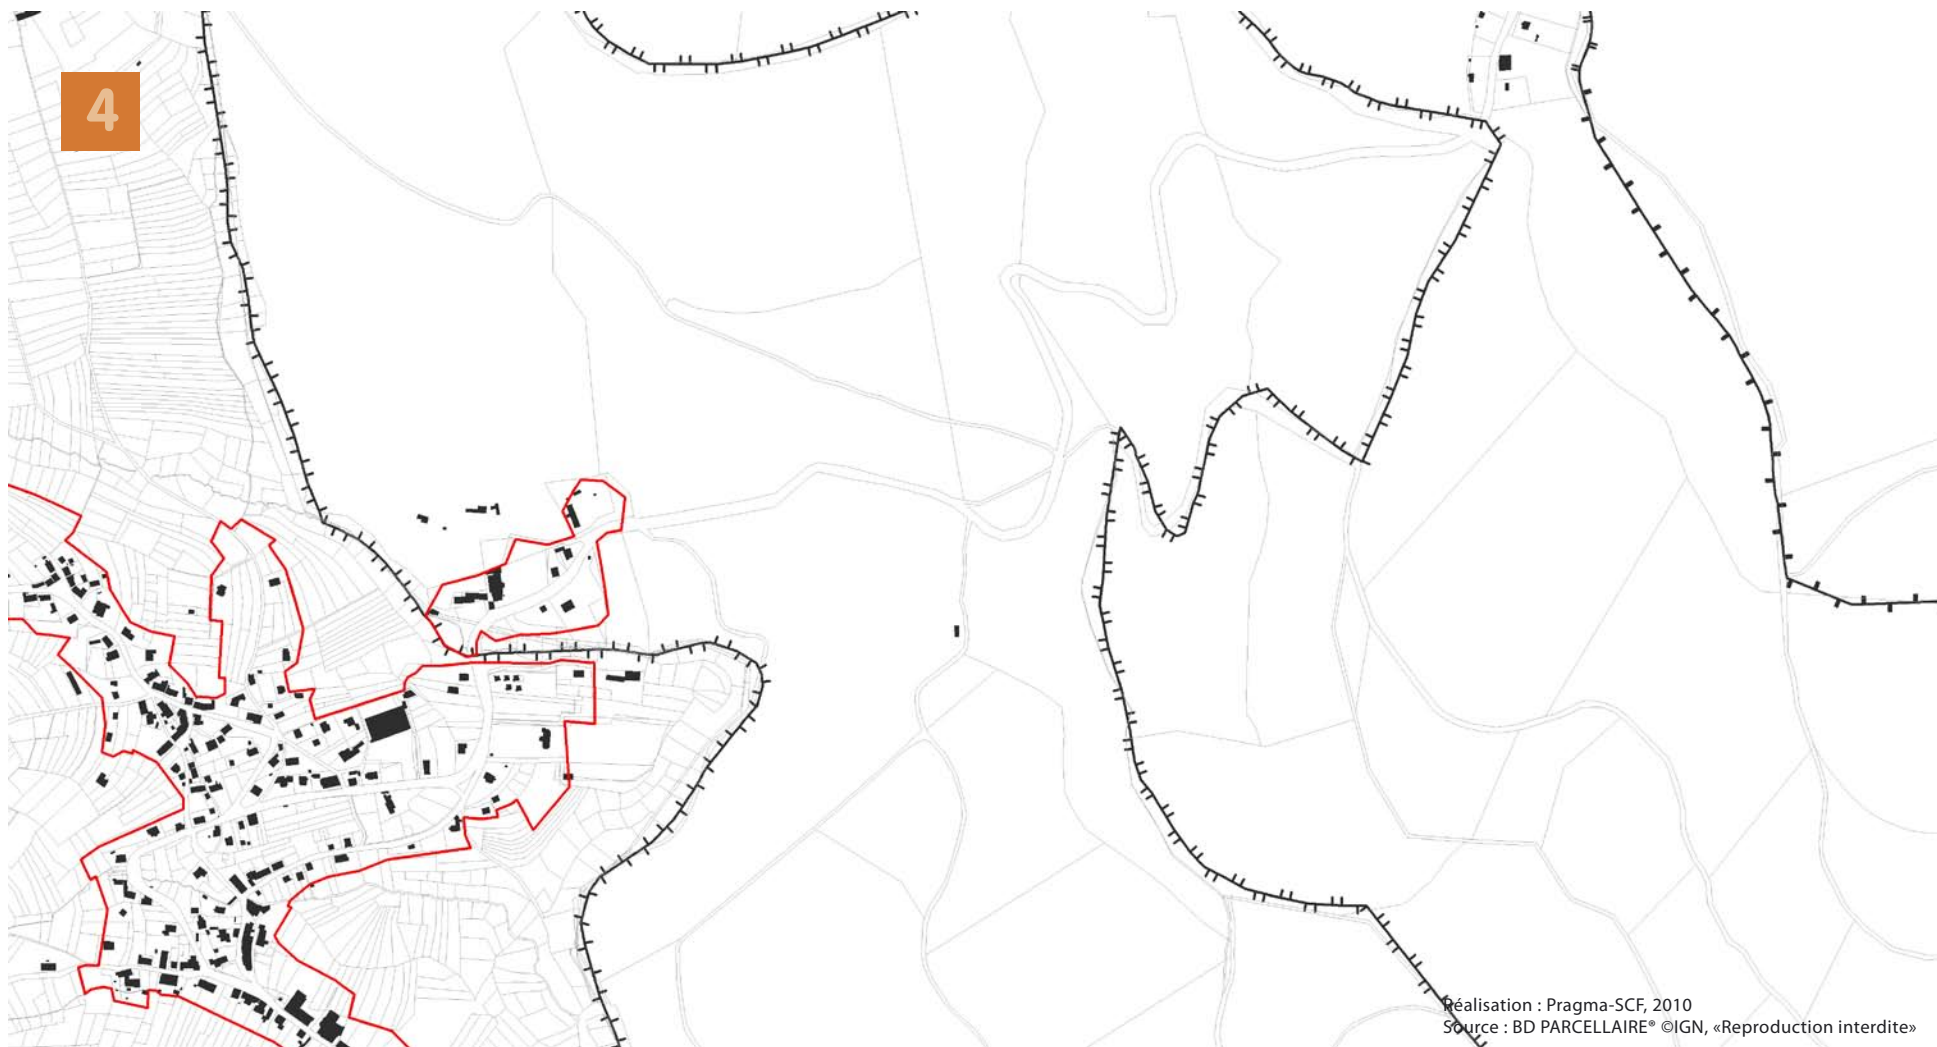 4
Réalisation : Pragma-SCF, 2010
Source : BD PARCELLAIRE® ©IGN, «Reproduction interdite»